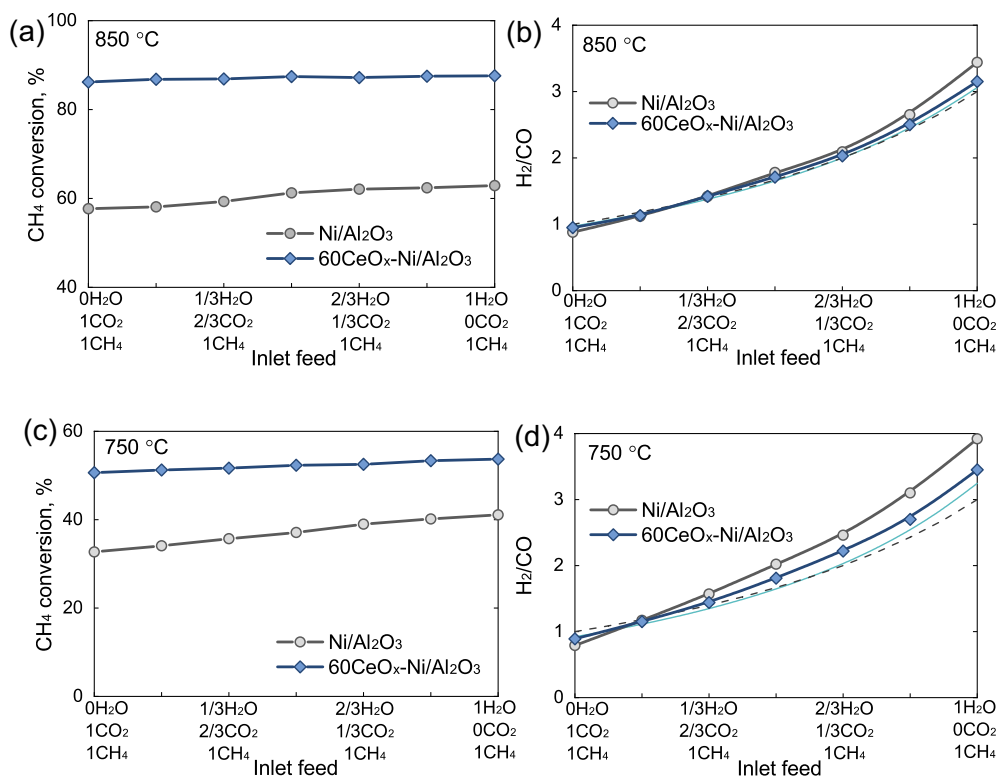 (a)
850 °C
100
80
60
40
CH₄ conversion, %
Ni/Al₂O₃
60CeOₓ-Ni/Al₂O₃
0H₂O 1/3H₂O 2/3H₂O 1H₂O
1CO₂ 2/3CO₂ 1/3CO₂ 0CO₂
1CH₄ 1CH₄ 1CH₄ 1CH₄
Inlet feed
(b)
850 °C
4
3
2
1
0
H₂/CO
Ni/Al₂O₃
60CeOₓ-Ni/Al₂O₃
0H₂O 1/3H₂O 2/3H₂O 1H₂O
1CO₂ 2/3CO₂ 1/3CO₂ 0CO₂
1CH₄ 1CH₄ 1CH₄ 1CH₄
Inlet feed
(c)
750 °C
60
40
20
0
CH₄ conversion, %
Ni/Al₂O₃
60CeOₓ-Ni/Al₂O₃
0H₂O 1/3H₂O 2/3H₂O 1H₂O
1CO₂ 2/3CO₂ 1/3CO₂ 0CO₂
1CH₄ 1CH₄ 1CH₄ 1CH₄
Inlet feed
(d)
750 °C
4
3
2
1
0
H₂/CO
Ni/Al₂O₃
60CeOₓ-Ni/Al₂O₃
0H₂O 1/3H₂O 2/3H₂O 1H₂O
1CO₂ 2/3CO₂ 1/3CO₂ 0CO₂
1CH₄ 1CH₄ 1CH₄ 1CH₄
Inlet feed